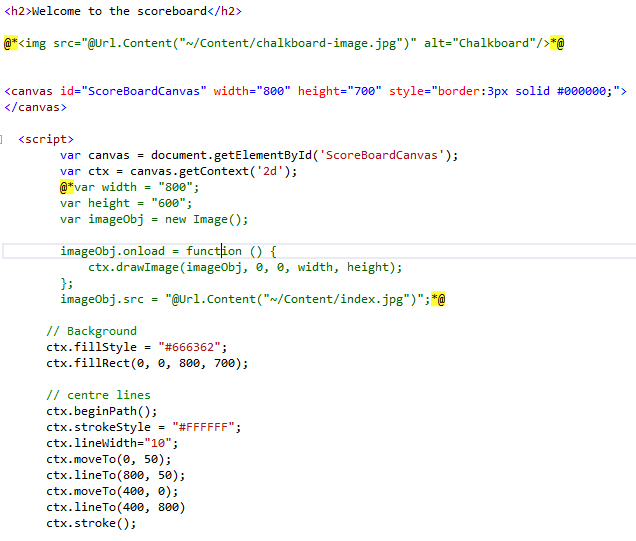 <h2>Welcome to the scoreboard</h2>
@*<img src="@Url.Content("~/Content/chalkboard-image.jpg")" alt="Chalkboard"/>*@
<canvas id="ScoreBoardCanvas" width="800" height="700" style="border:3px solid #000000;">
</canvas>
<script>
var canvas = document.getElementById('ScoreBoardCanvas');
var ctx = canvas.getContext('2d');
@*var width = "800";
var height = "600";
var imageObj = new Image();
imageObj.onload = function () {
ctx.drawImage(imageObj, 0, 0, width, height);
};
imageObj.src = "@Url.Content("~/Content/index.jpg")";*@
// Background
ctx.fillStyle = "#666362";
ctx.fillRect(0, 0, 800, 700);
// centre lines
ctx.beginPath();
ctx.strokeStyle = "#FFFFFF";
ctx.lineWidth="10";
ctx.moveTo(0, 50);
ctx.lineTo(800, 50);
ctx.moveTo(400, 0);
ctx.lineTo(400, 800)
ctx.stroke();